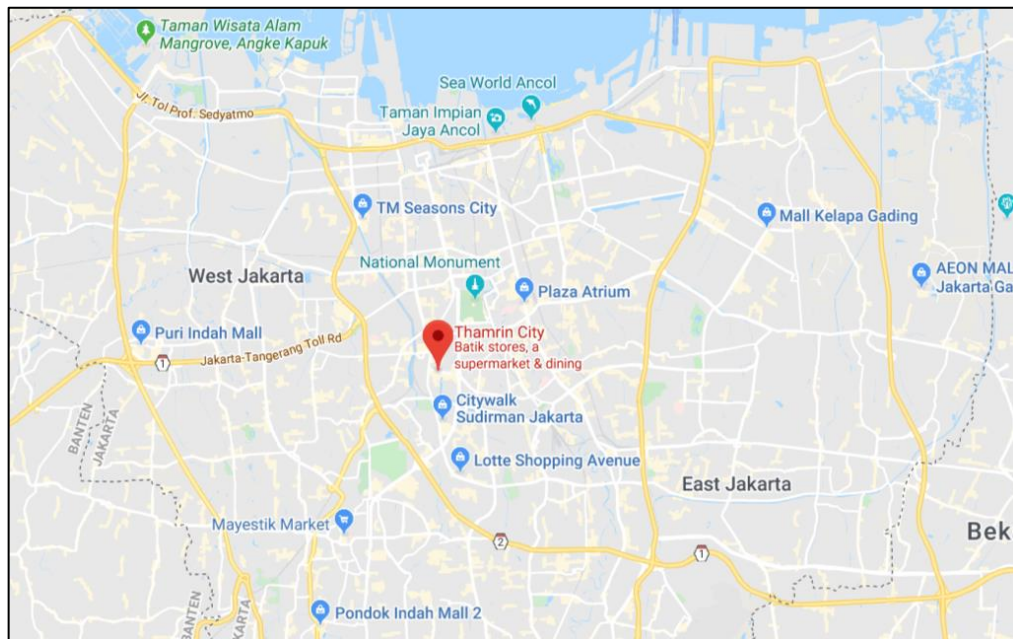 Taman Wisata Alam
Mangrove, Angke Kapuk
Jl. Tol Prof. Sedyatmo
Sea World Ancol
Taman Impian
Jaya Ancol
TM Seasons City
Mall Kelapa Gading
National Monument
West Jakarta
Plaza Atrium
AEON MAL
Jakarta Ga
Puri Indah Mall
Thamrin City
Batik stores, a
supermarket & dining
Jakarta-Tangerang Toll Rd
1
Citywalk
Sudirman Jakarta
BANTEN
JAKARTA
Lotte Shopping Avenue
East Jakarta
Mayestik Market
Bek
2
1
Pondok Indah Mall 2
BANTEN
KARTA